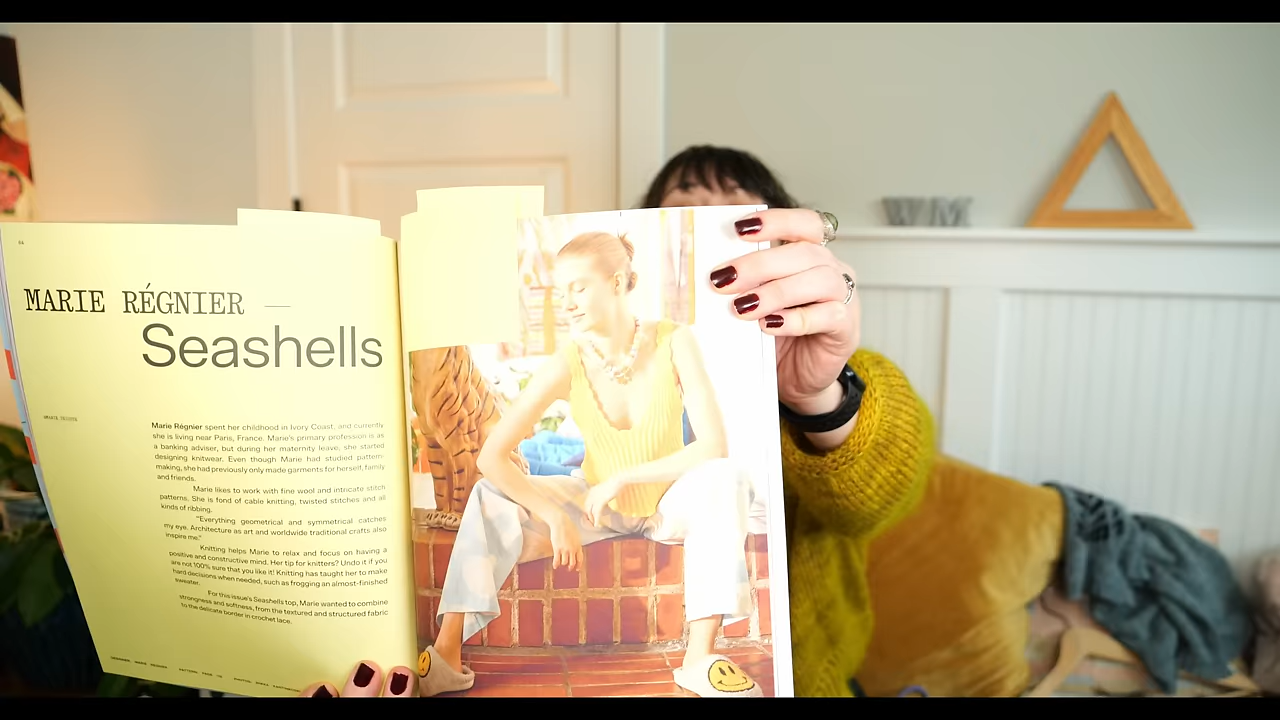 MARIE RÉGNIER —
Seashells
Marie Régnier spent her childhood in Ivory Coast, and currently
she is living near Paris, France. Marie's primary profession is as
a banking adviser, but during her maternity leave, she started
designing knitwear. Even though Marie had studied pattern-
making, she had previously only made garments for herself, family
and friends.
Marie likes to work with fine wool and intricate stitch
patterns. She is fond of cable knitting, twisted stitches and all
kinds of ribbing.
"Everything geometrical and symmetrical catches
my eye. Architecture as art and worldwide traditional crafts also
inspire me."
Knitting helps Marie to relax and focus on having a
positive and constructive mind. Her tip for knitters? Undo it if you
are not 100% sure that you like it! Knitting has taught her to make
hard decisions when needed, such as frogging an almost-finished
sweater.
For this issue's Seashells top, Marie wanted to combine
strongness and softness, from the textured and structured fabric
to the delicate border in crochet lace.
WM